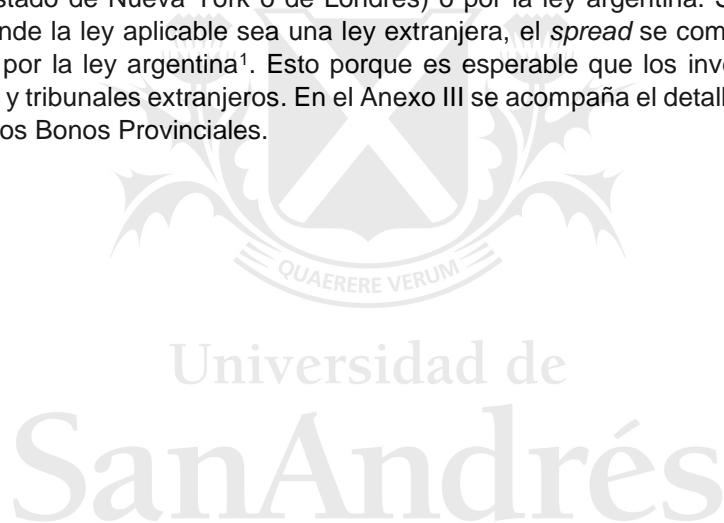 stado de Nueva York o de Londres) o por la ley argentina. S
nde la ley aplicable sea una ley extranjera, el spread se com
por la ley argentina¹. Esto porque es esperable que los inve
y tribunales extranjeros. En el Anexo III se acompaña el detall
os Bonos Provinciales.
QUAERERE VERUM
Universidad de
SanAndrés